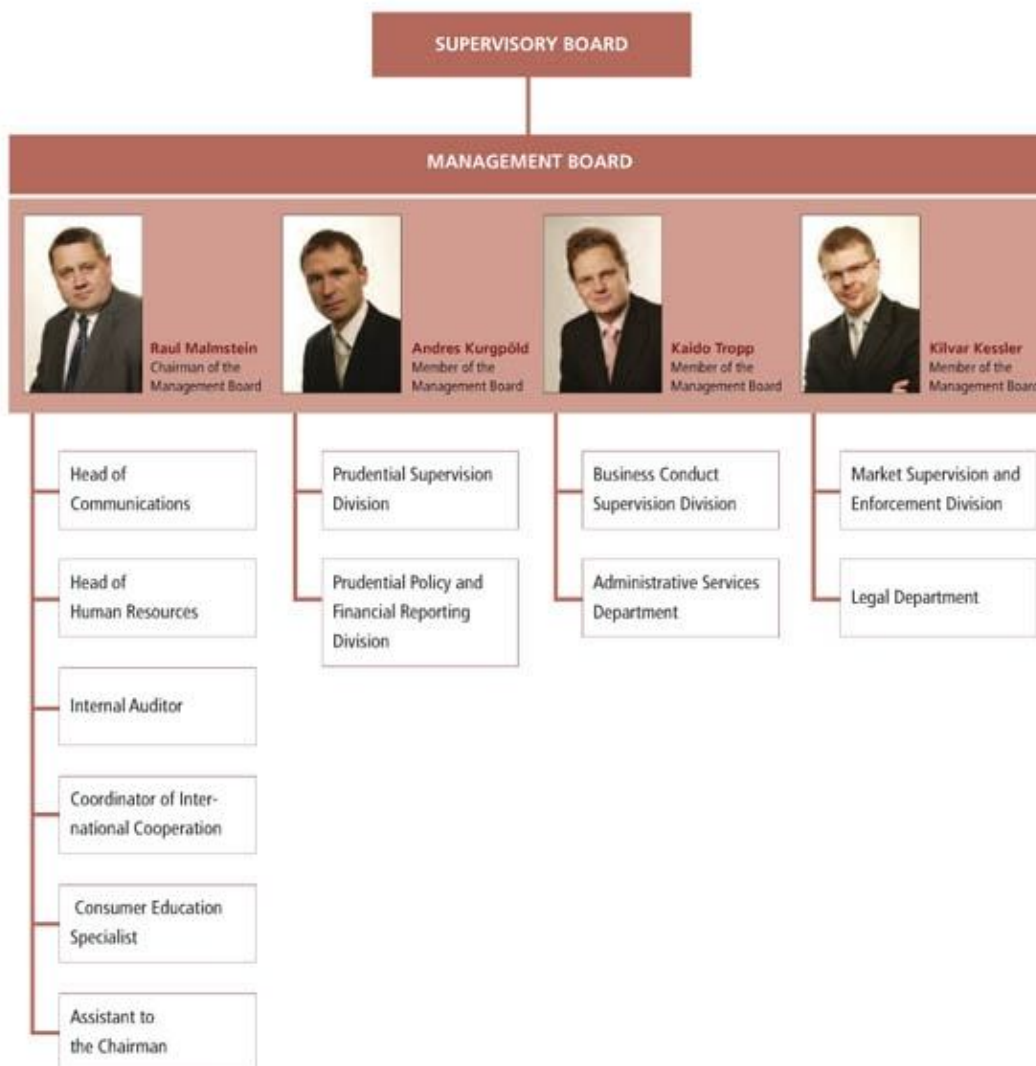 SUPERVISORY BOARD
MANAGEMENT BOARD
Raul Malmstein
Chairman of the
Management Board
Andres Kurgpõld
Member of the
Management Board
Kaido Tropp
Member of the
Management Board
Kilvar Kessler
Member of the
Management Board
Head of
Communications
Head of
Human Resources
Internal Auditor
Coordinator of Inter-
national Cooperation
Consumer Education
Specialist
Assistant to
the Chairman
Prudential Supervision
Division
Prudential Policy and
Financial Reporting
Division
Business Conduct
Supervision Division
Administrative Services
Department
Market Supervision and
Enforcement Division
Legal Department